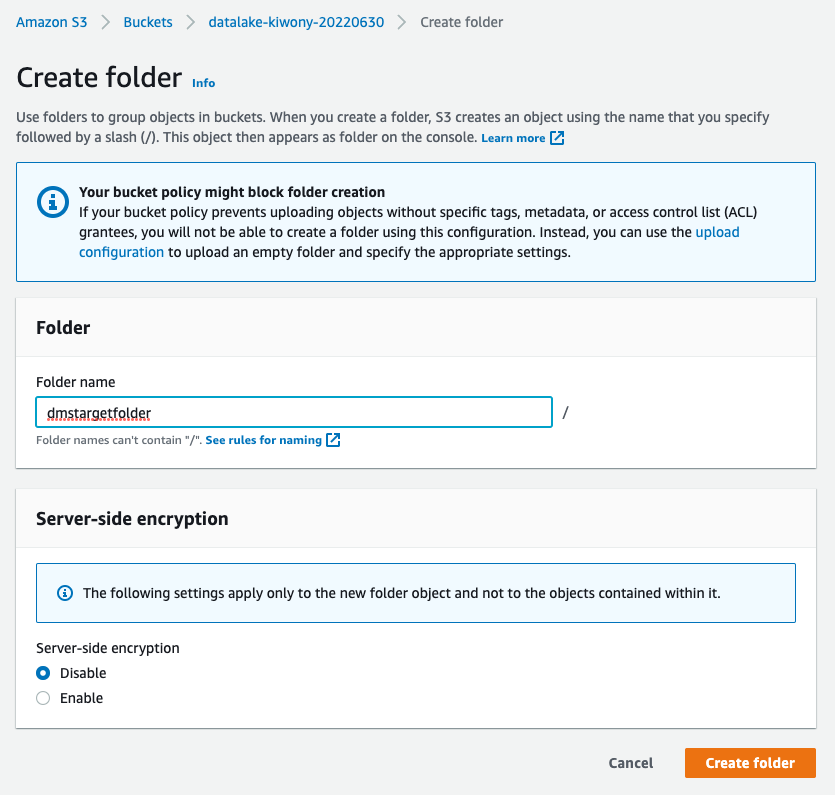 Amazon S3 > Buckets > datalake-kiwony-20220630 > Create folder
Create folder Info
Use folders to group objects in buckets. When you create a folder, S3 creates an object using the name that you specify
followed by a slash (/). This object then appears as folder on the console. Learn more
Your bucket policy might block folder creation
If your bucket policy prevents uploading objects without specific tags, metadata, or access control list (ACL)
grantees, you will not be able to create a folder using this configuration. Instead, you can use the upload
configuration to upload an empty folder and specify the appropriate settings.
Folder
Folder name
dmstargetfolder /
Folder names can't contain "/". See rules for naming
Server-side encryption
The following settings apply only to the new folder object and not to the objects contained within it.
Server-side encryption
Disable
Enable
Cancel Create folder